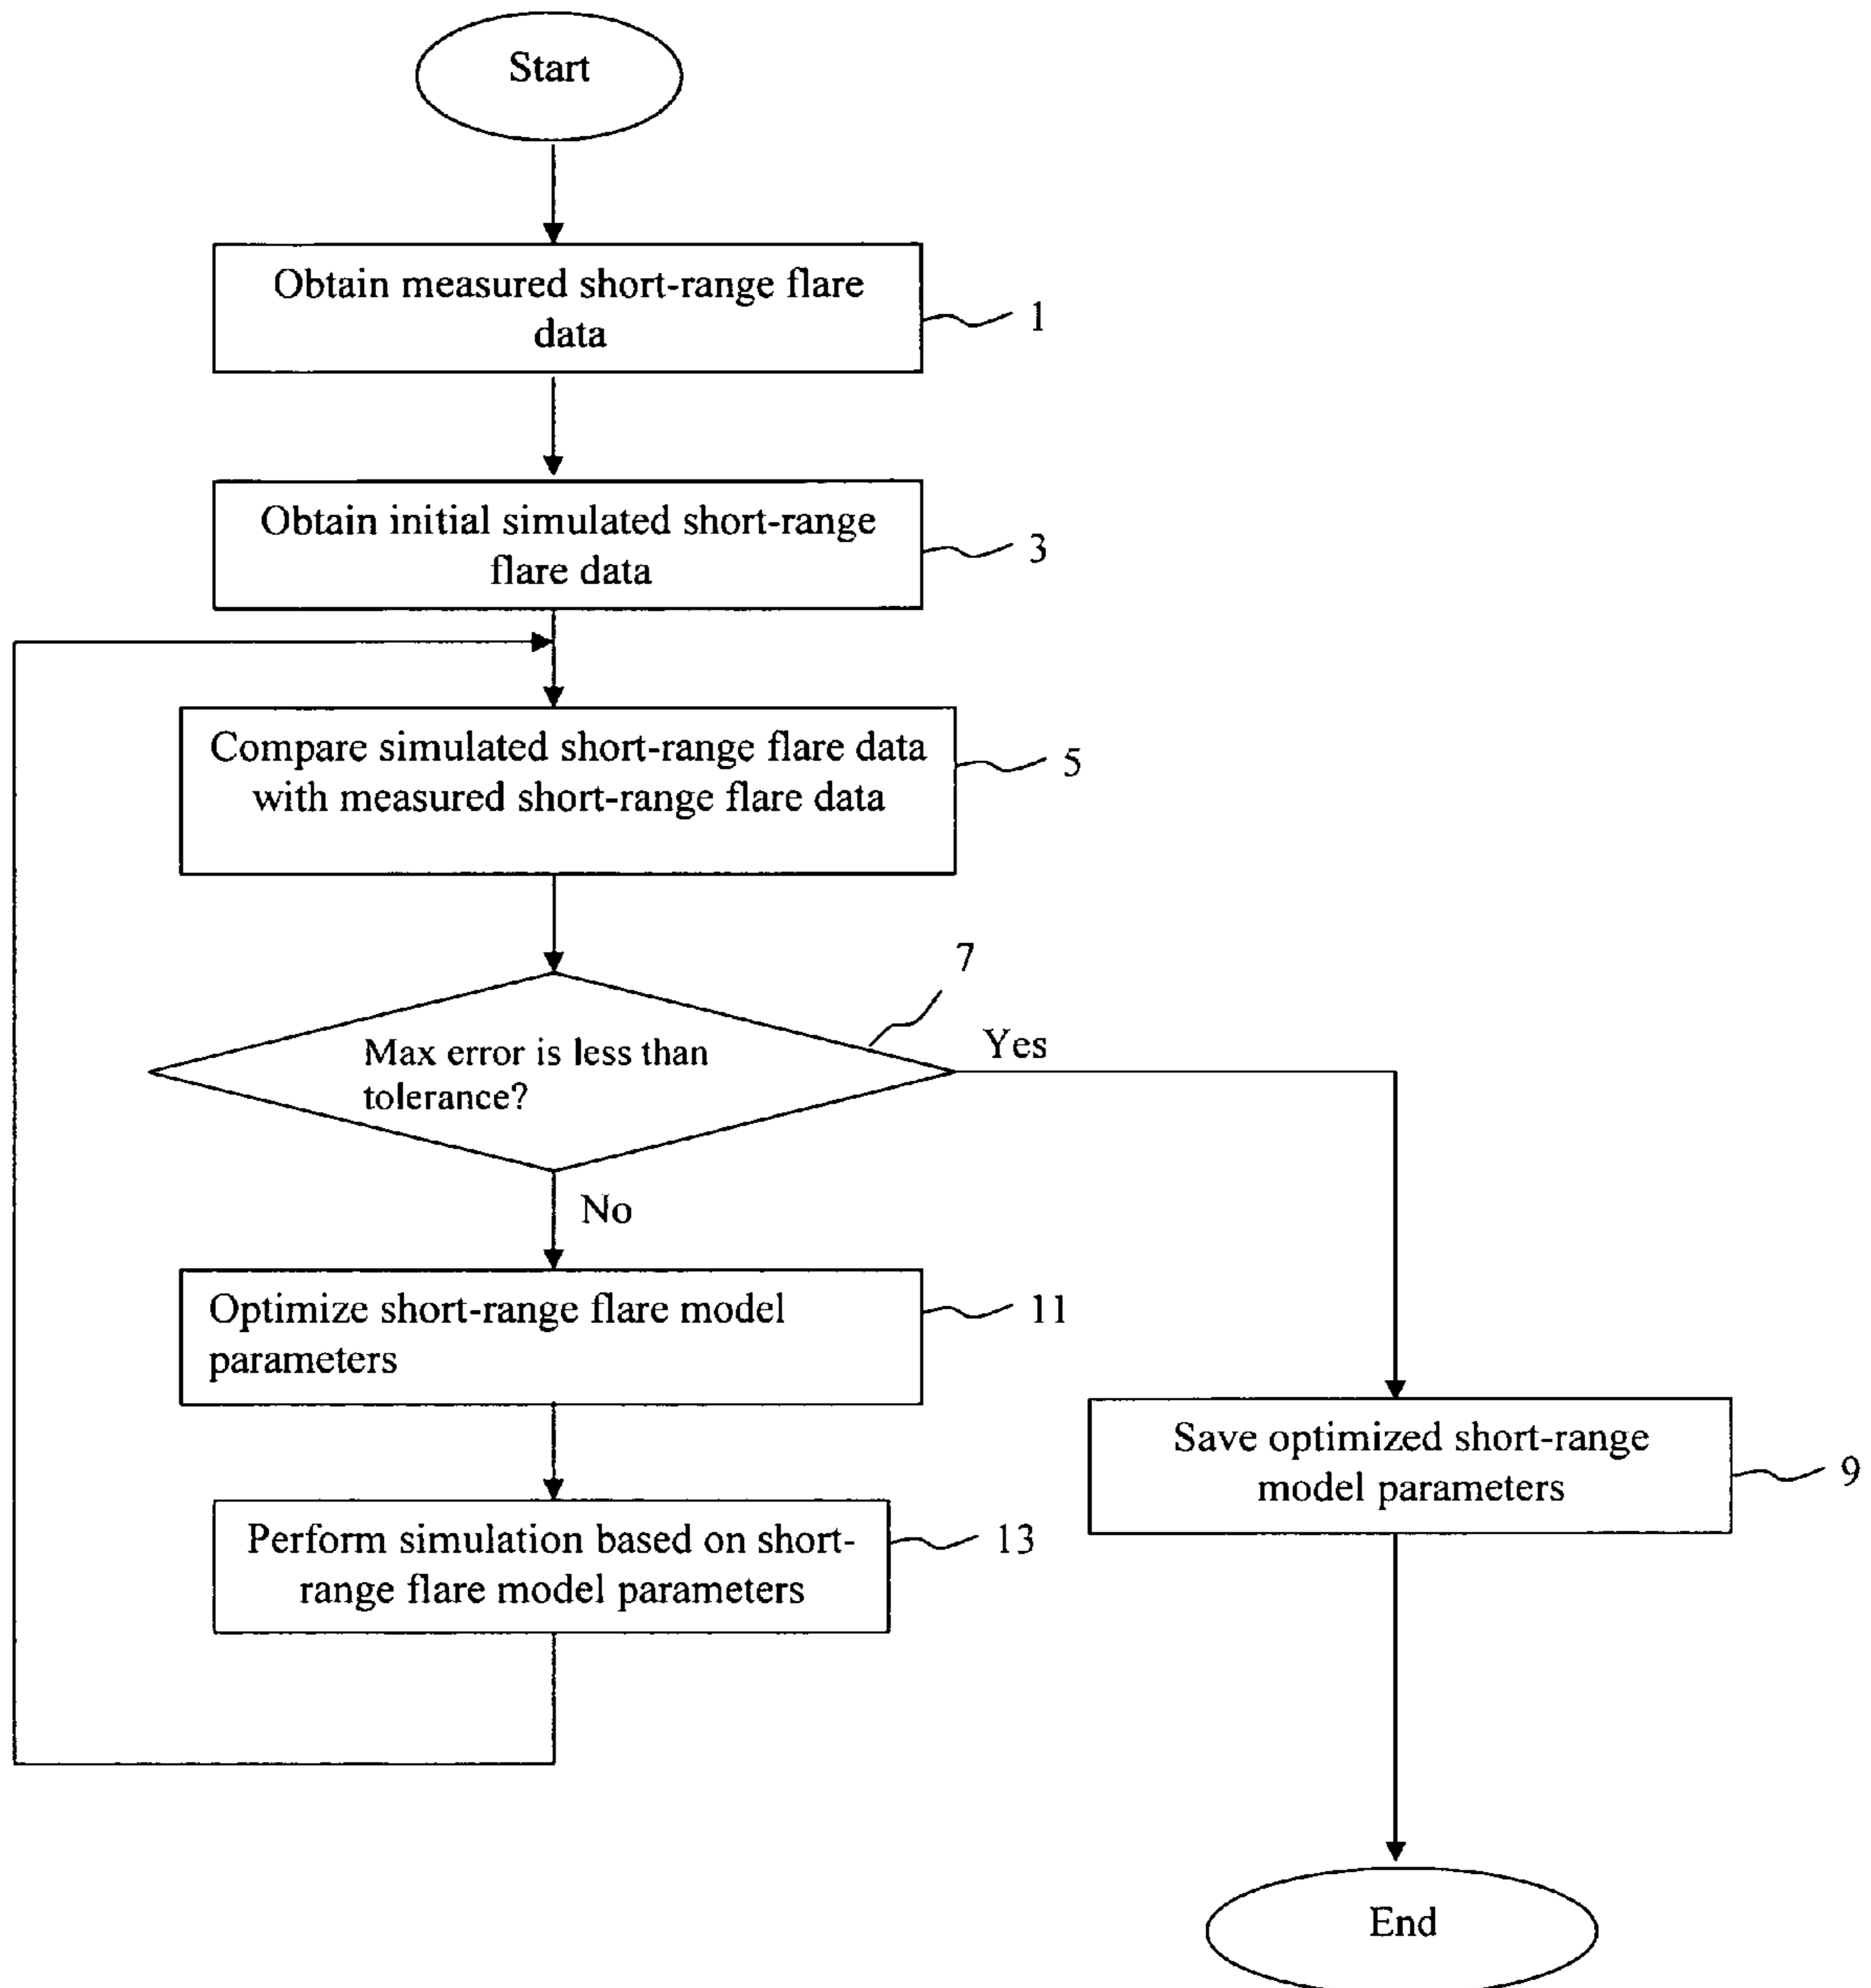 Start
Obtain measured short-range flare
data
1
Obtain initial simulated short-range
flare data
3
Compare simulated short-range flare data
with measured short-range flare data
5
7
Max error is less than
tolerance?
Yes
No
Optimize short-range flare model
parameters
11
Save optimized short-range
model parameters
9
Perform simulation based on short-
range flare model parameters
13
End